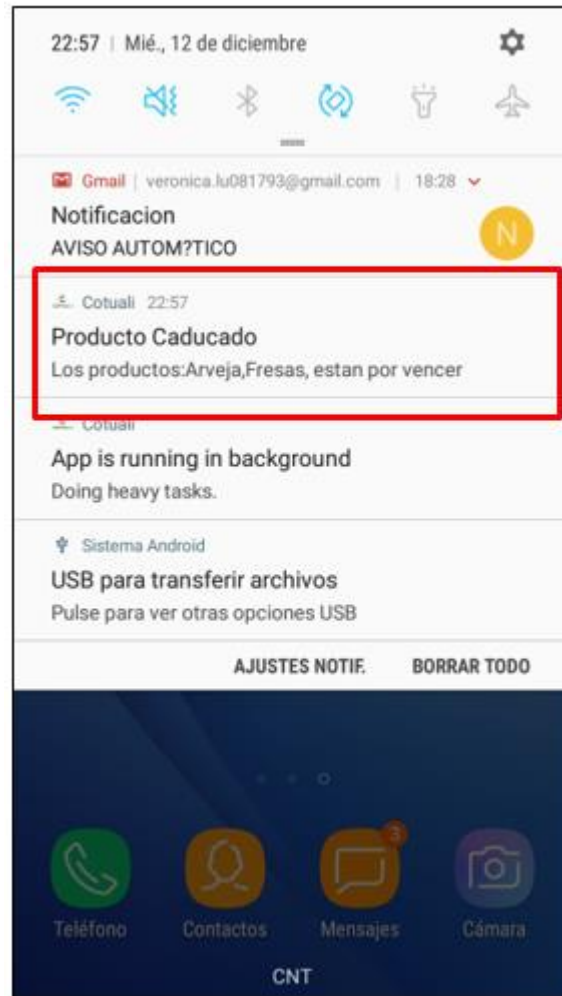 22:57 | Mié., 12 de diciembre
Gmail | veronica.lu081793@gmail.com | 18:28
Notificacion
AVISO AUTOM?TICO
N
Cotuali 22:57
Producto Caducado
Los productos:Arveja,Fresas, estan por vencer
Cotuali
App is running in background
Doing heavy tasks.
Sistema Android
USB para transferir archivos
Pulse para ver otras opciones USB
AJUSTES NOTIF. BORRAR TODO
3
Teléfono Contactos Mensajes Cámara
CNT